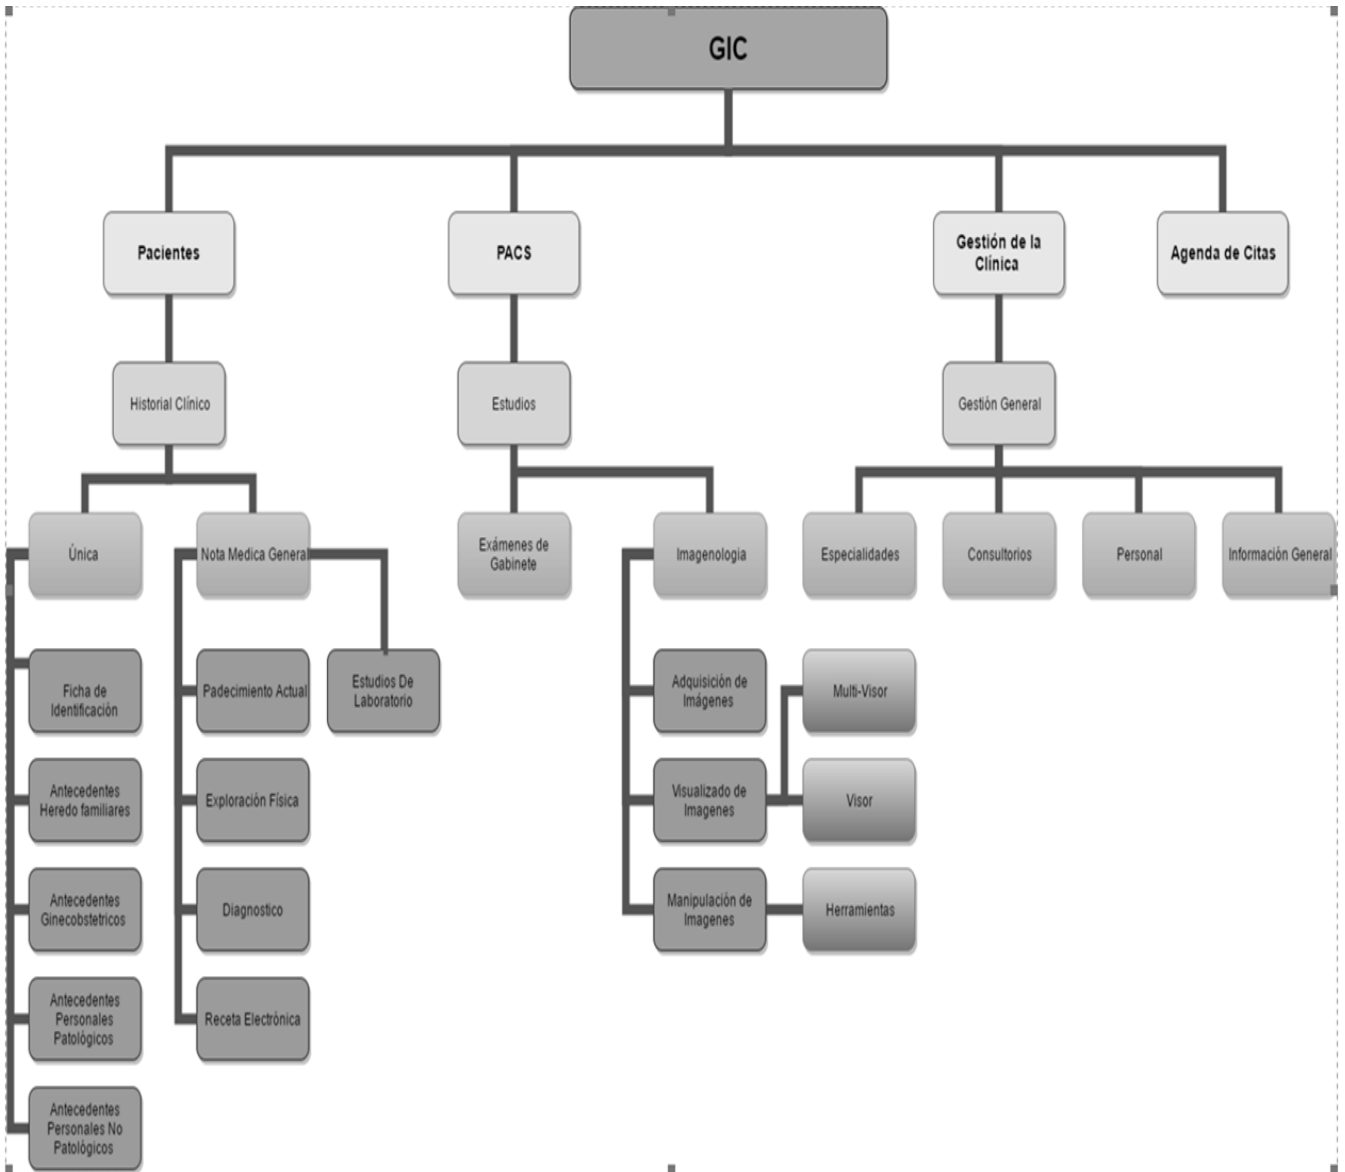 GIC
Pacientes
PACS
Gestión de la
Clínica
Agenda de Citas
Historial Clínico
Estudios
Gestión General
Única
Nota Medica General
Exámenes de
Gabinete
Imagenologia
Especialidades
Consultorios
Personal
Información General
Ficha de
Identificación
Padecimiento Actual
Estudios De
Laboratorio
Adquisición de
Imágenes
Multi-Visor
Antecedentes
Heredo familiares
Exploración Física
Visualizado de
Imagenes
Visor
Antecedentes
Ginecobstetricos
Diagnostico
Manipulación de
Imagenes
Herramientas
Antecedentes
Personales
Patológicos
Receta Electrónica
Antecedentes
Personales No
Patológicos